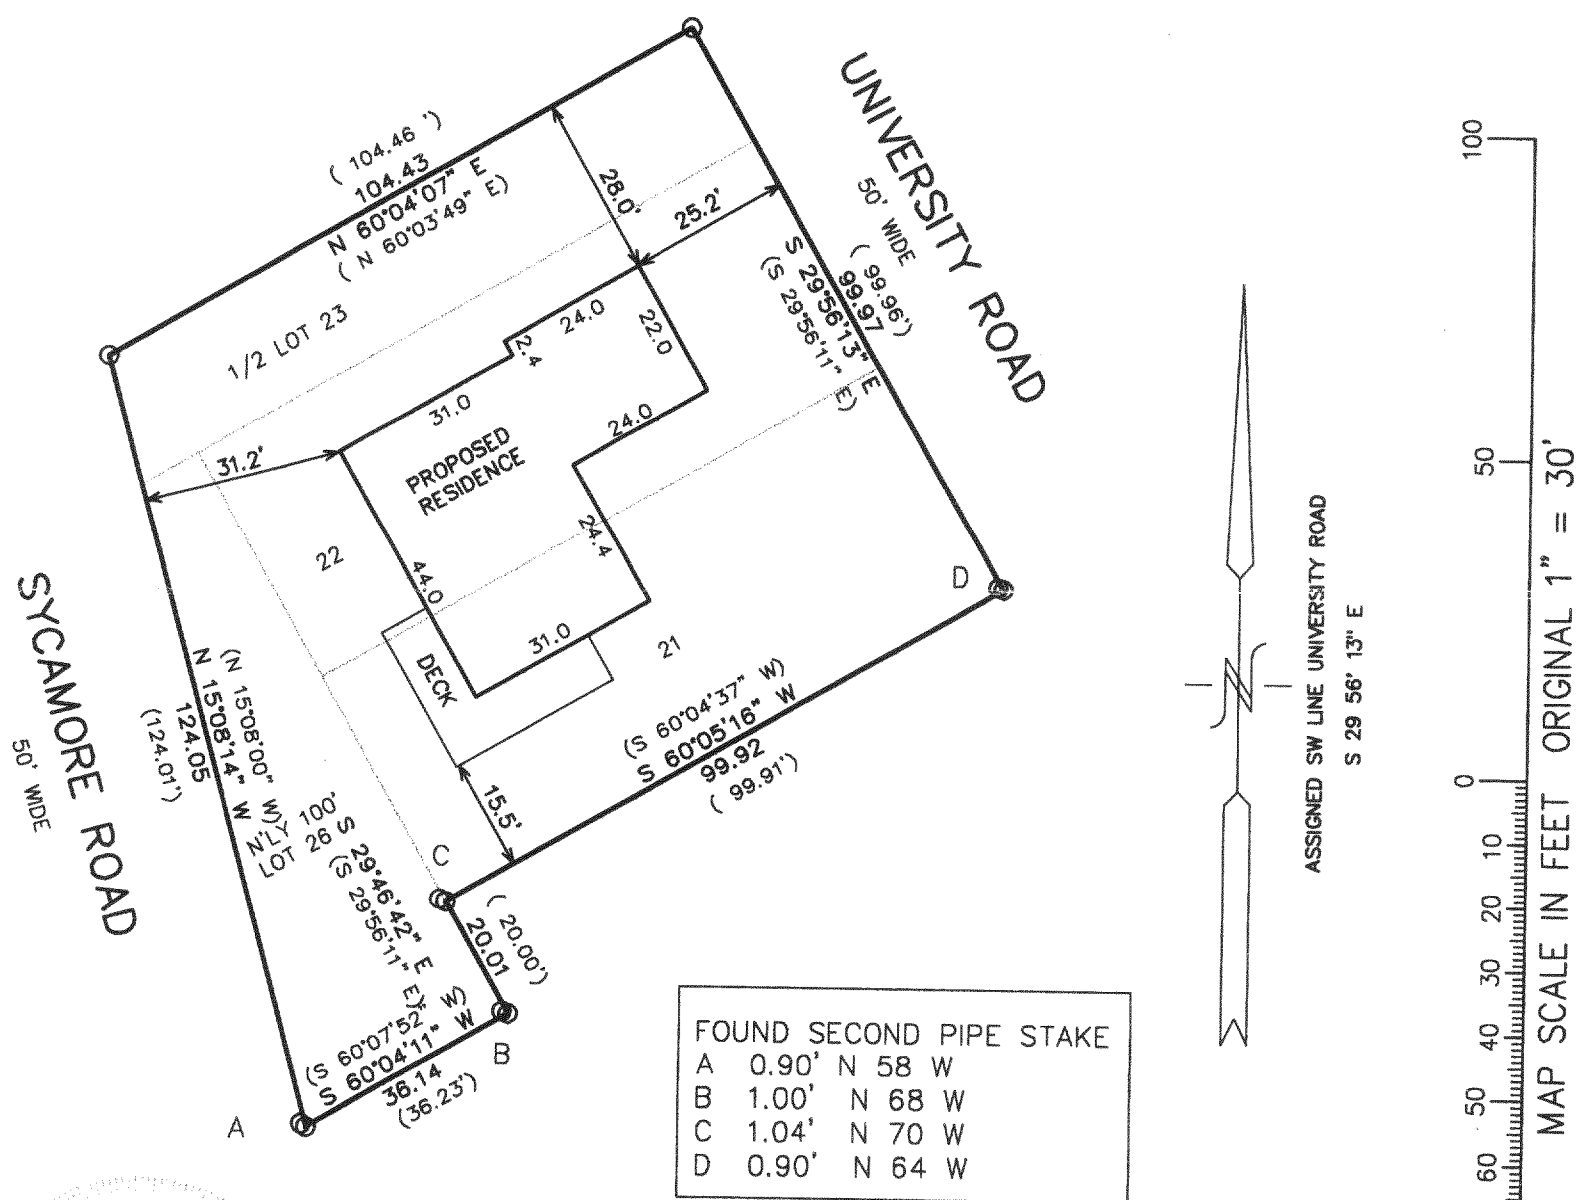 ( 104.46 ')
104.43
N 60°04'07" E
( N 60°03'49" E)
UNIVERSITY ROAD
50' WIDE
( 99.96')
99.97
S 29°56'13" E
(S 29°56'11" E)
28.0'
25.2'
1/2 LOT 23
24.0
22.0
2.4
31.0
24.0
31.2'
PROPOSED
RESIDENCE
22
44.0
24.4
31.0
DECK
21
D
SYCAMORE ROAD
50' WIDE
(N 15°08'00" W)
N 15°08'14" W
124.05
(124.01')
N'LY 100'
LOT 26
(S 60°04'37" W)
S 60°05'16" W
99.92
( 99.91')
15.5'
C
S 29°46'42" E
(S 29°56'11" E)
20.01
( 20.00')
(S 60°07'52" W)
S 60°04'11" W
36.14
(36.23')
A
B
FOUND SECOND PIPE STAKE
A 0.90' N 58 W
B 1.00' N 68 W
C 1.04' N 70 W
D 0.90' N 64 W
N
ASSIGNED SW LINE UNIVERSITY ROAD
S 29 56' 13" E
100
50
0
10
20
30
40
50
60
MAP SCALE IN FEET ORIGINAL 1" = 30'